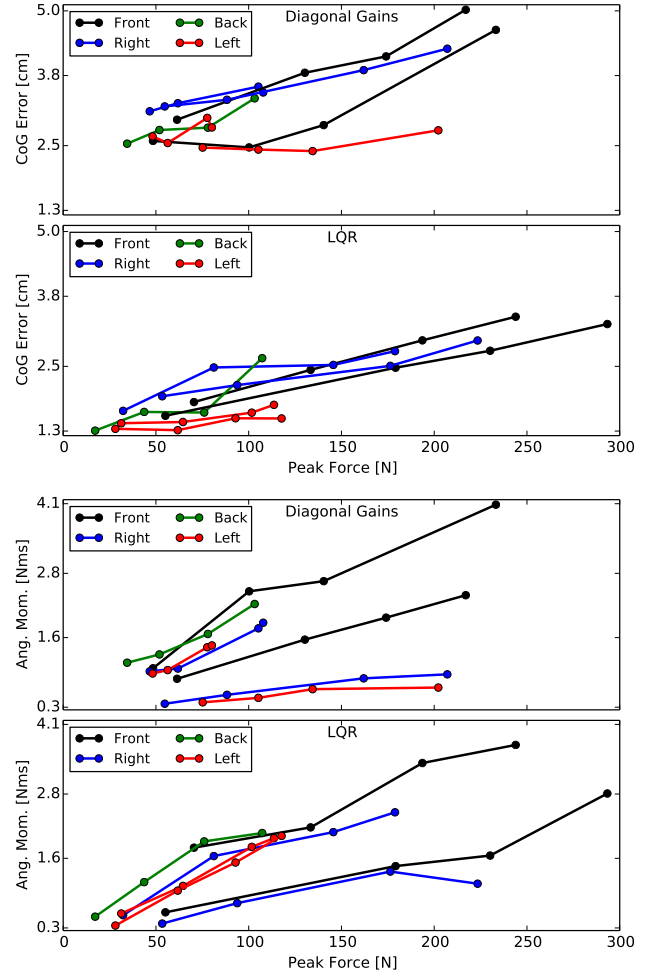 Diagonal Gains
Front Back
Right Left
5.0
3.8
2.5
1.3
CoG Error [cm]
LQR
Front Back
Right Left
5.0
3.8
2.5
1.3
CoG Error [cm]
0 50 100 150 200 250 300
Peak Force [N]
Diagonal Gains
Front Back
Right Left
4.1
2.8
1.6
0.3
Ang. Mom. [Nms]
LQR
Front Back
Right Left
4.1
2.8
1.6
0.3
Ang. Mom. [Nms]
0 50 100 150 200 250 300
Peak Force [N]